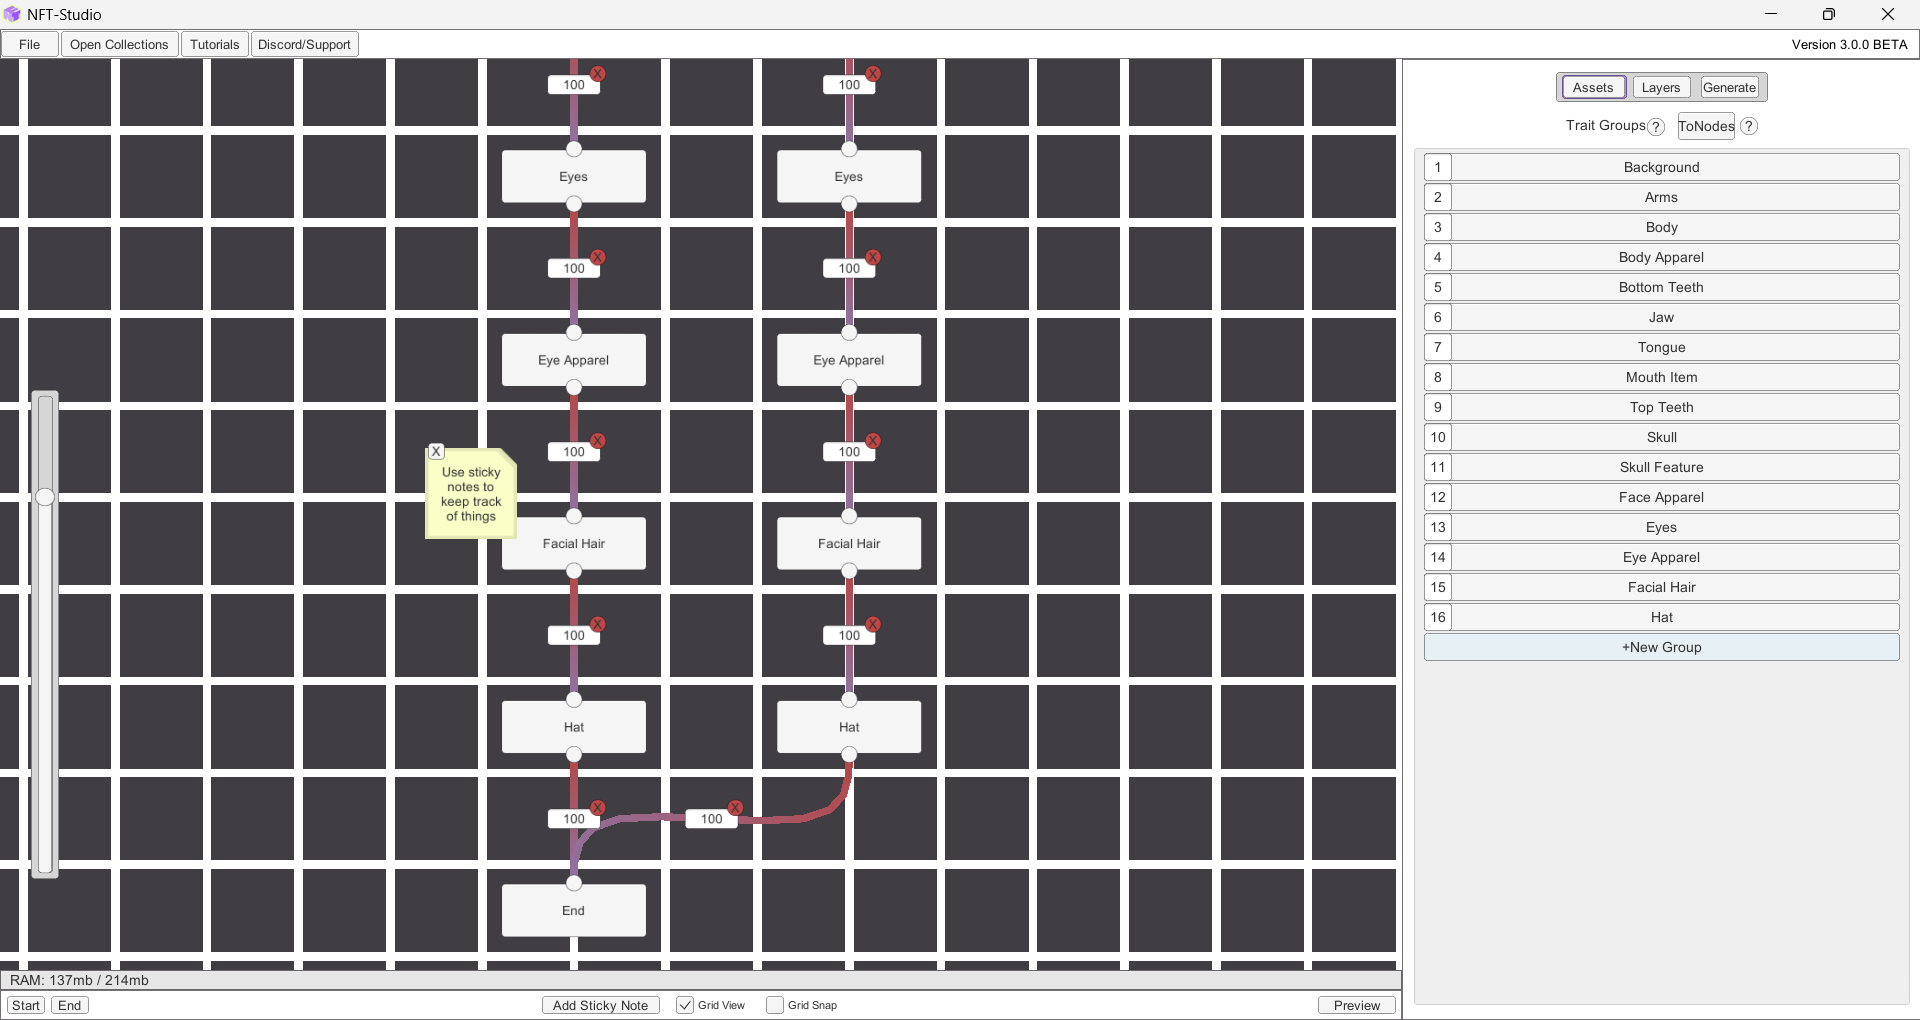 NFT-Studio
File
Open Collections
Tutorials
Discord/Support
Version 3.0.0 BETA
X
100
X
100
Eyes
Eyes
X
100
X
100
Eye Apparel
Eye Apparel
X
100
X
100
X
Use sticky
notes to
keep track
of things
Facial Hair
Facial Hair
X
100
X
100
Hat
Hat
X
100
X
100
End
RAM: 137mb / 214mb
Start
End
Add Sticky Note
Grid View
Grid Snap
Preview
Assets
Layers
Generate
Trait Groups ?
ToNodes ?
1 Background
2 Arms
3 Body
4 Body Apparel
5 Bottom Teeth
6 Jaw
7 Tongue
8 Mouth Item
9 Top Teeth
10 Skull
11 Skull Feature
12 Face Apparel
13 Eyes
14 Eye Apparel
15 Facial Hair
16 Hat
+New Group